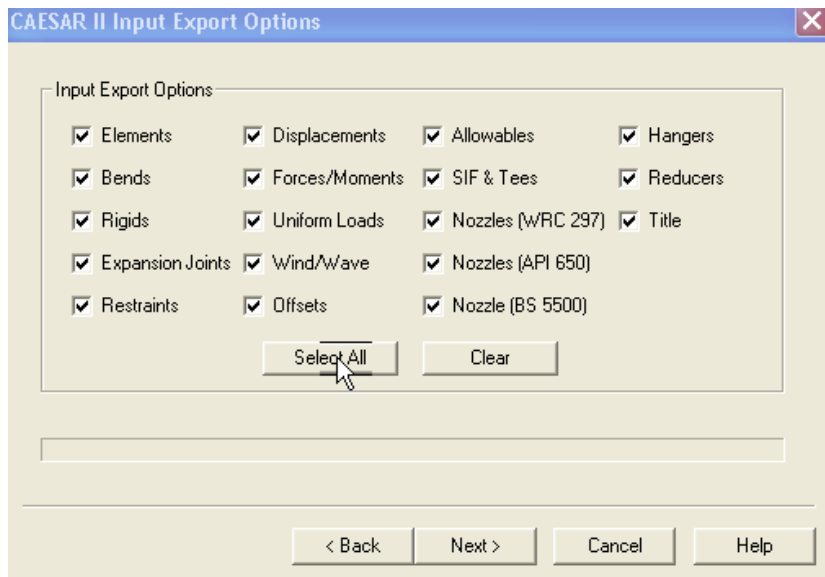 CAESAR II Input Export Options
Input Export Options
Elements Displacements Allowables Hangers
Bends Forces/Moments SIF & Tees Reducers
Rigids Uniform Loads Nozzles (WRC 297) Title
Expansion Joints Wind/Wave Nozzles (API 650)
Restraints Offsets Nozzle (BS 5500)
Select All Clear
< Back Next > Cancel Help